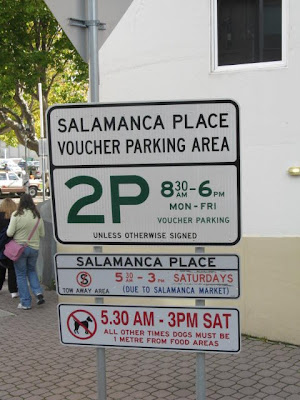 SALAMANCA PLACE
VOUCHER PARKING AREA
2P 8 30 AM - 6 PM
MON - FRI
VOUCHER PARKING
UNLESS OTHERWISE SIGNED
SALAMANCA PLACE
S 5 30 AM - 3 PM SATURDAYS
TOW AWAY AREA (DUE TO SALAMANCA MARKET)
5.30 AM - 3PM SAT
ALL OTHER TIMES DOGS MUST BE
1 METRE FROM FOOD AREAS